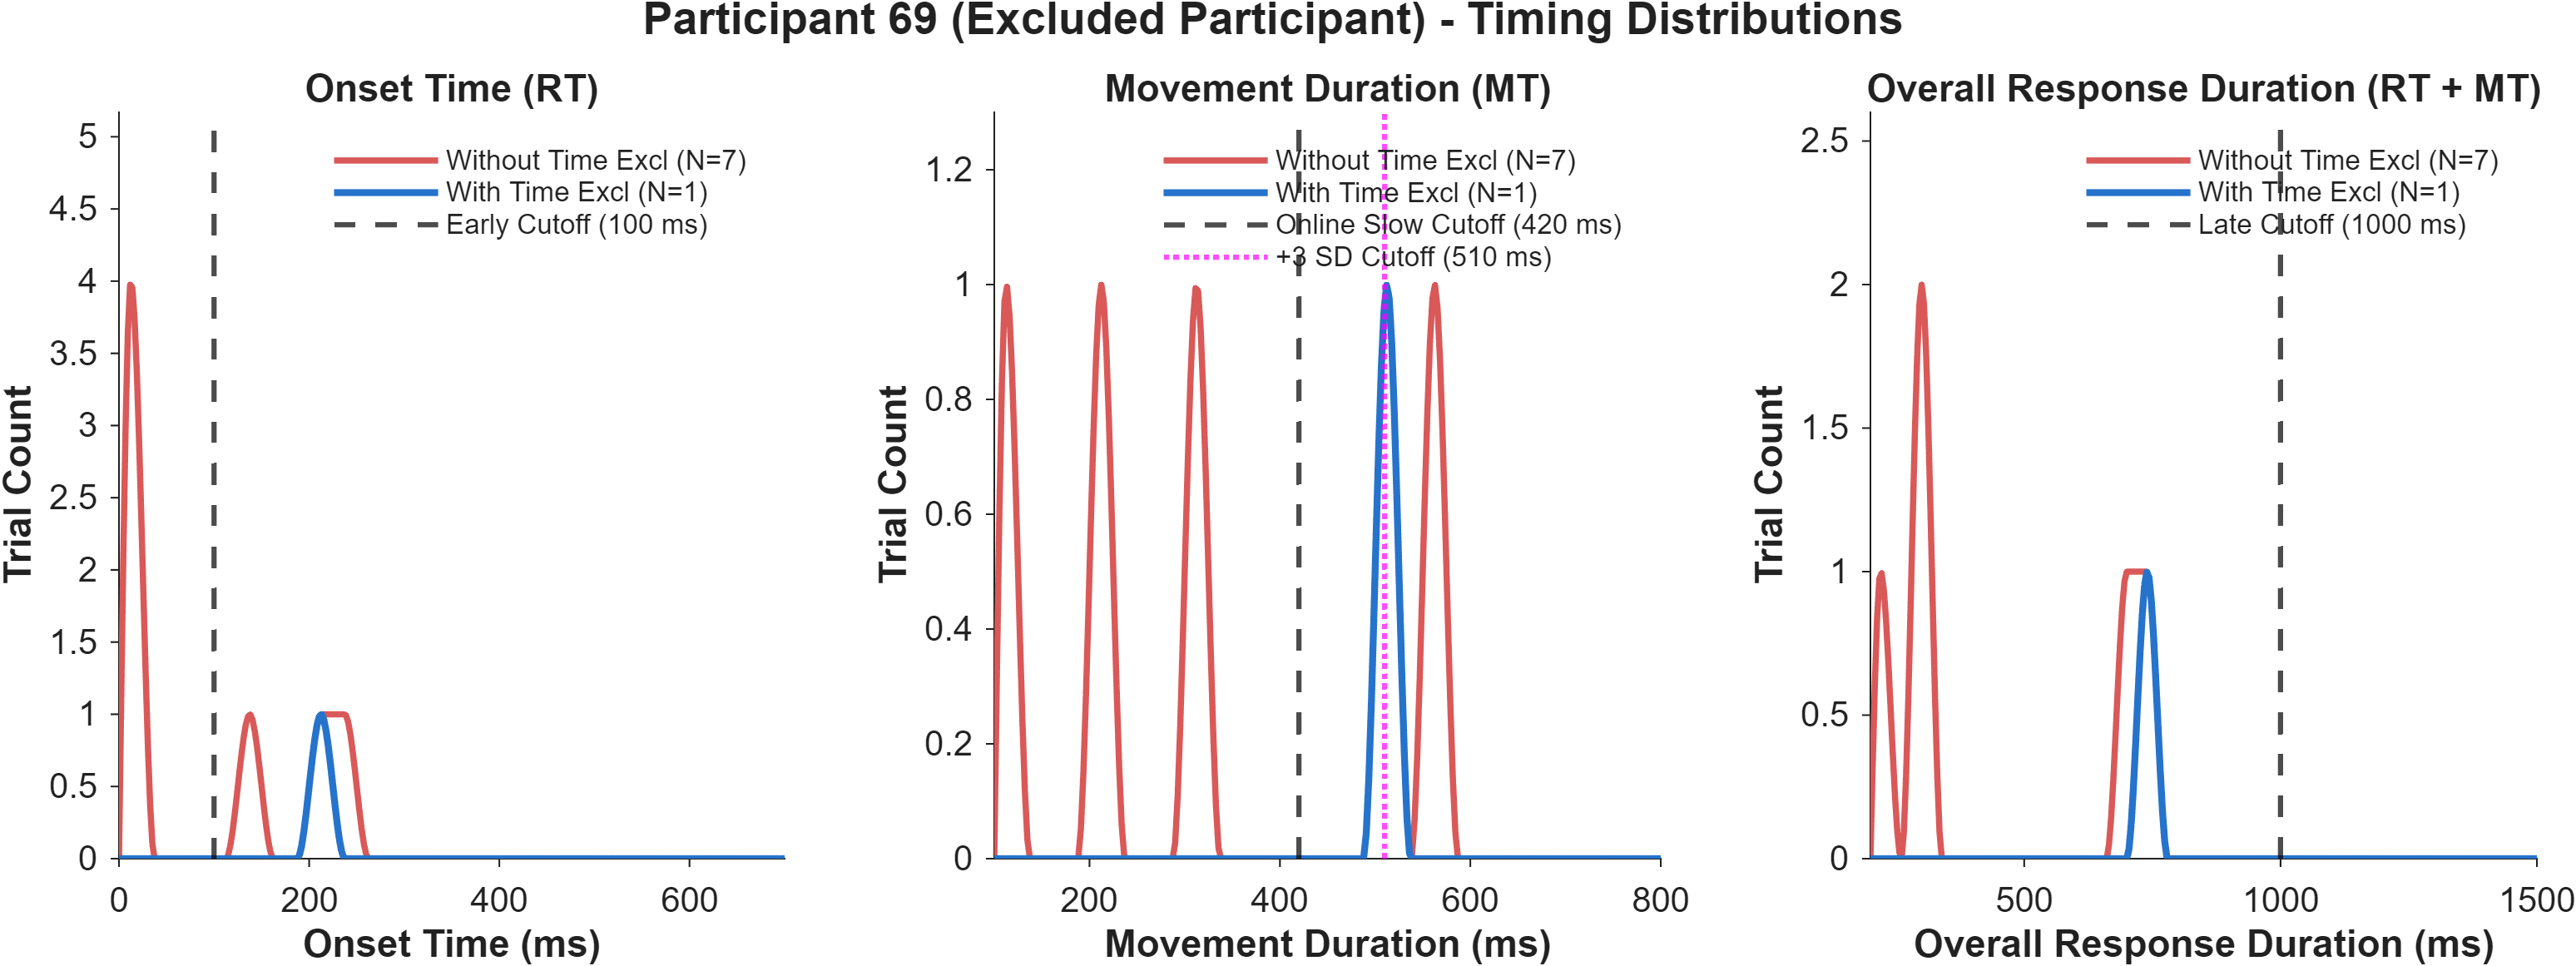 Participant 69 (Excluded Participant) - Timing Distributions
Onset Time (RT)
5
4.5
4
3.5
3
2.5
2
1.5
1
0.5
0
Trial Count
Without Time Excl (N=7)
With Time Excl (N=1)
Early Cutoff (100 ms)
0 200 400 600
Onset Time (ms)
Movement Duration (MT)
1.2
1
0.8
0.6
0.4
0.2
0
Trial Count
Without Time Excl (N=7)
With Time Excl (N=1)
Online Slow Cutoff (420 ms)
+3 SD Cutoff (510 ms)
200 400 600 800
Movement Duration (ms)
Overall Response Duration (RT + MT)
2.5
2
1.5
1
0.5
0
Trial Count
Without Time Excl (N=7)
With Time Excl (N=1)
Late Cutoff (1000 ms)
500 1000 1500
Overall Response Duration (ms)